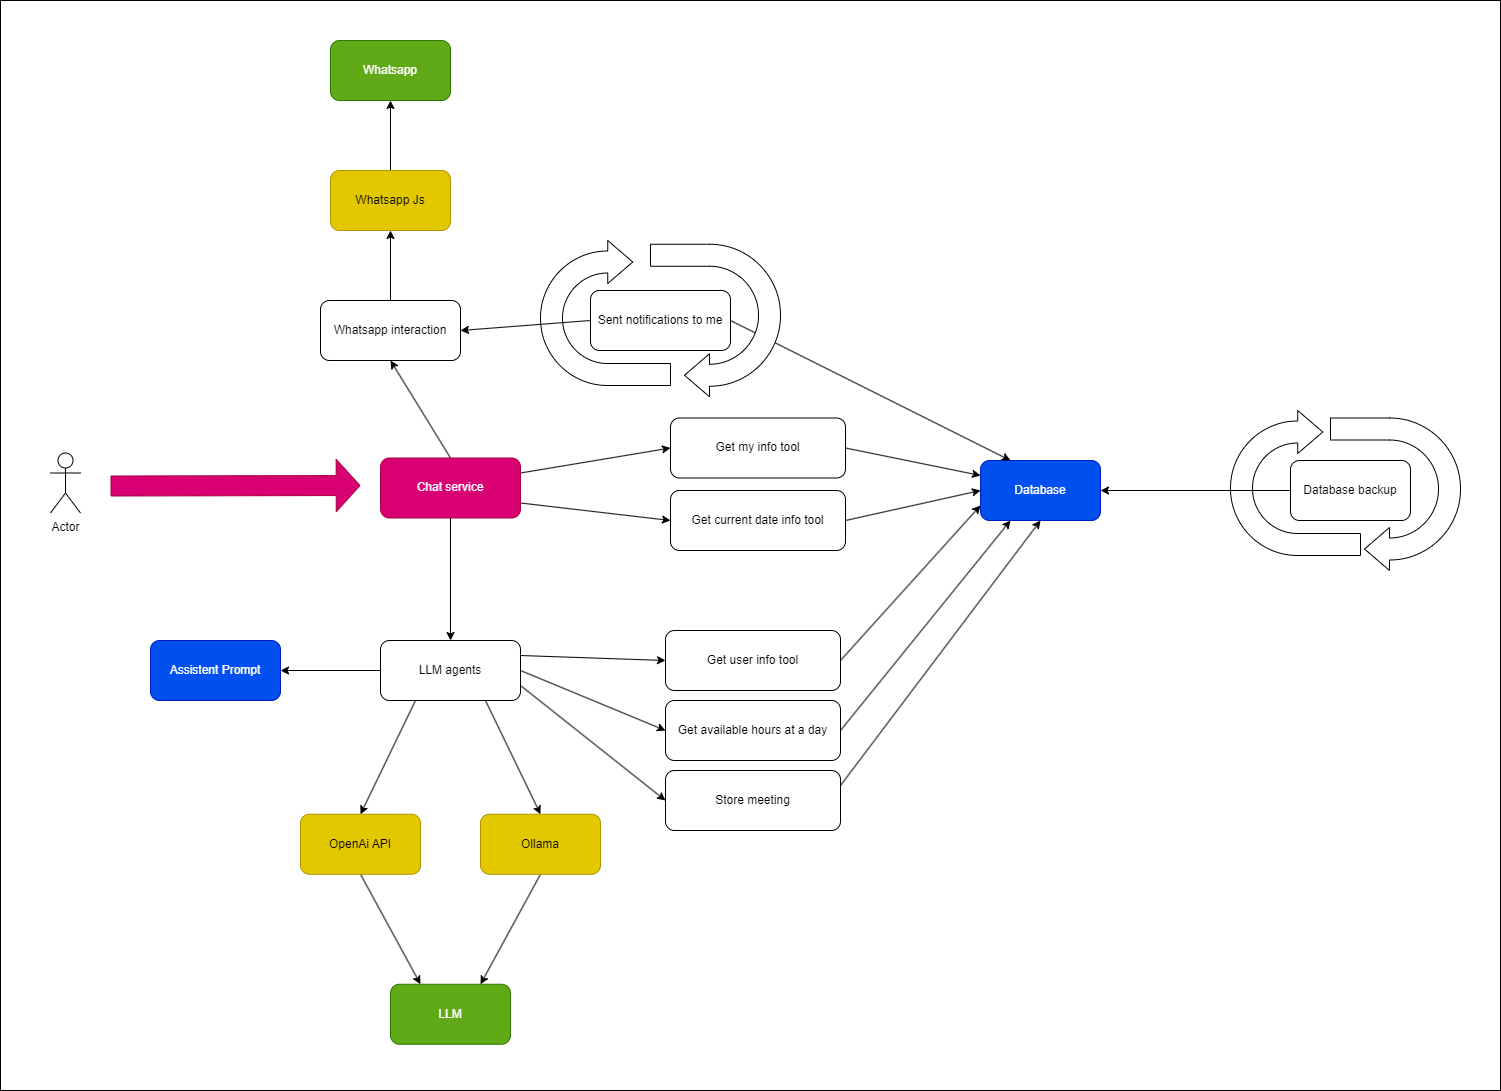 Whatsapp
Whatsapp Js
Whatsapp interaction
Sent notifications to me
Get my info tool
Actor
Chat service
Database
Database backup
Get current date info tool
Assistent Prompt
LLM agents
Get user info tool
Get available hours at a day
Store meeting
OpenAi API
Ollama
LLM